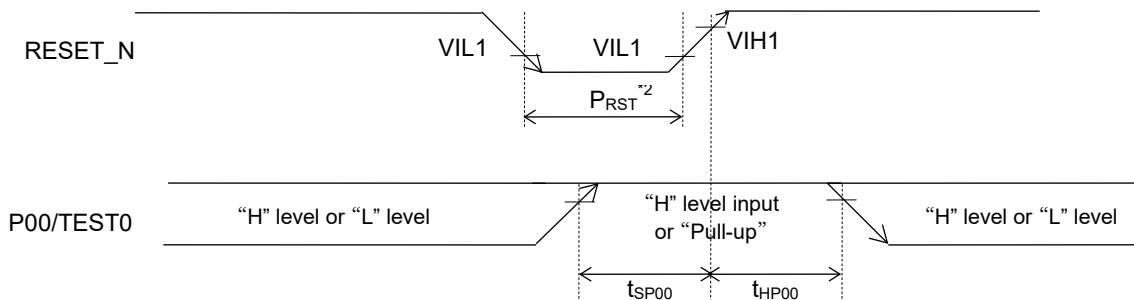 RESET_N
VIL1
VIL1
VIH1
PRST*2
P00/TEST0
“H” level or “L” level
“H” level input
or “Pull-up”
“H” level or “L” level
tSP00
tHP00